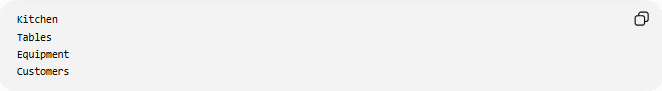 Kitchen
Tables
Equipment
Customers